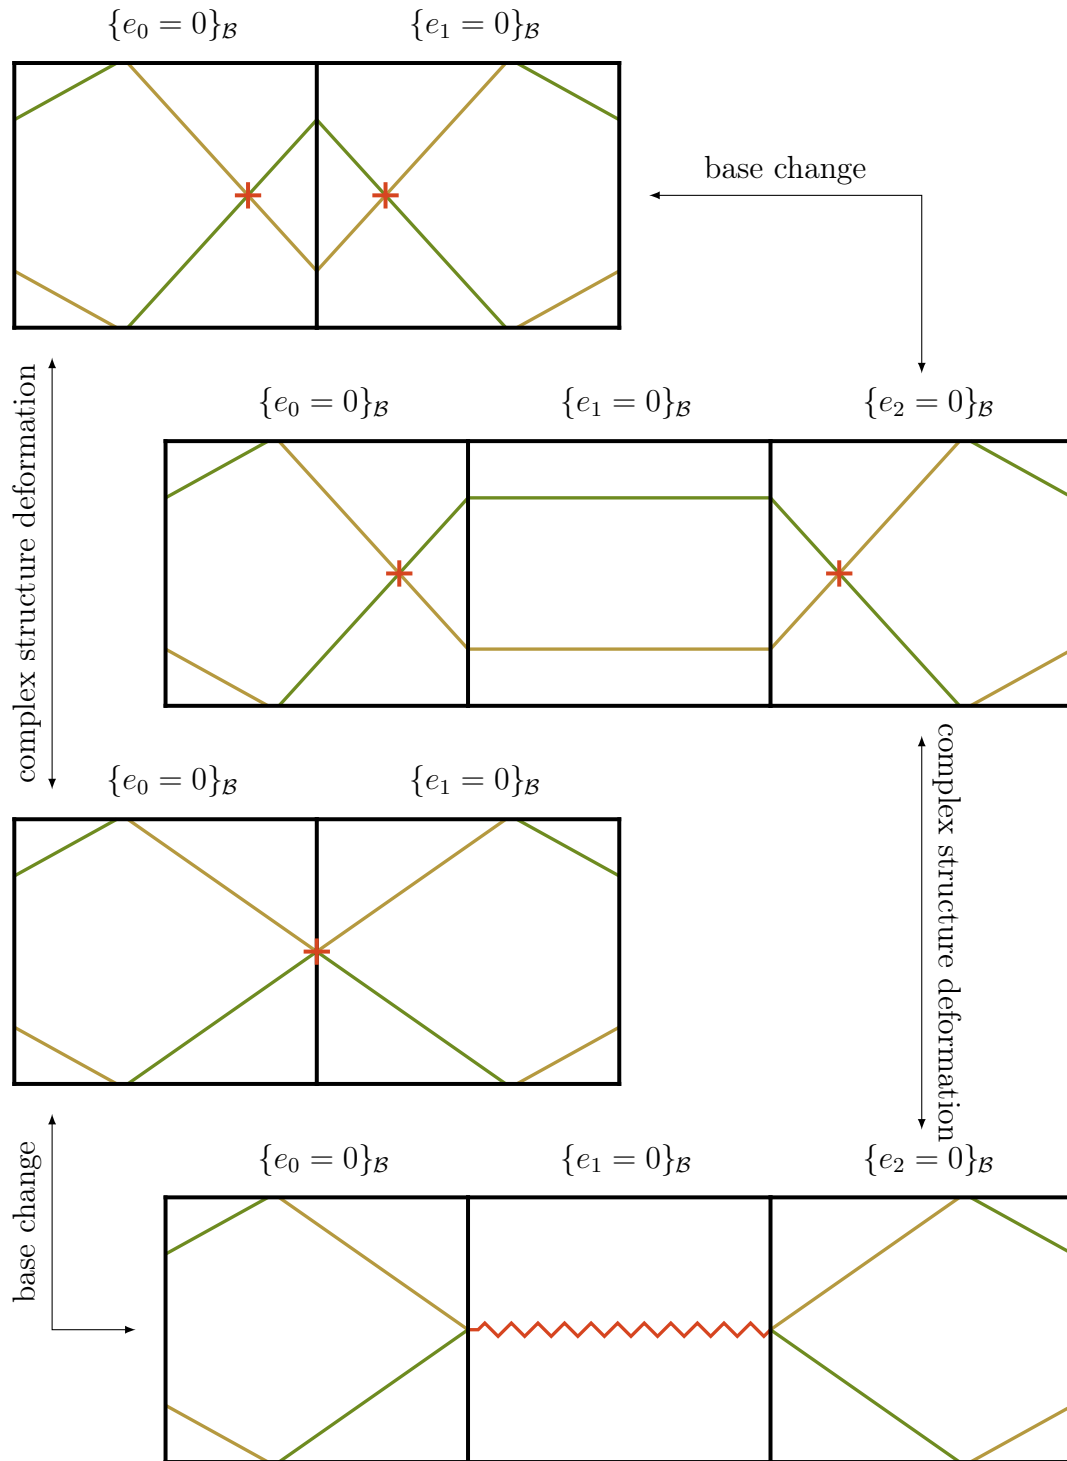 {e₀ = 0}_ℬ {e₁ = 0}_ℬ
base change
complex structure deformation
{e₀ = 0}_ℬ {e₁ = 0}_ℬ {e₂ = 0}_ℬ
complex structure deformation
{e₀ = 0}_ℬ {e₁ = 0}_ℬ
base change
{e₀ = 0}_ℬ {e₁ = 0}_ℬ {e₂ = 0}_ℬ